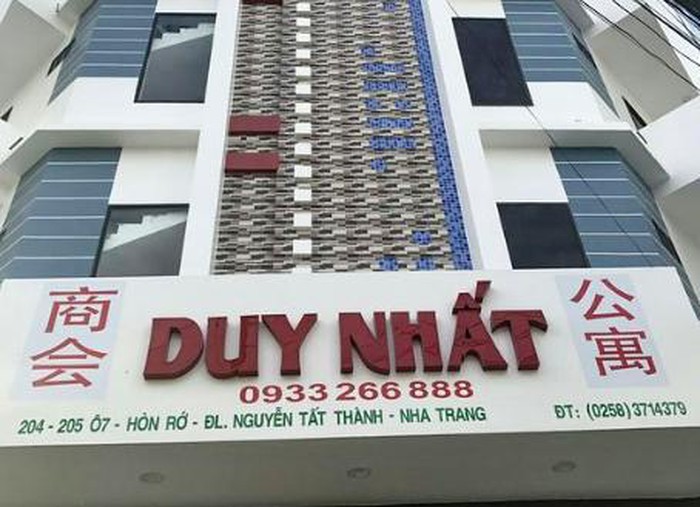 商会
DUY NHẤT
公寓
0933 266 888
204 - 205 Ô7 - HÒN RỚ - ĐL. NGUYỄN TẤT THÀNH - NHA TRANG
ĐT: (0258) 3714379